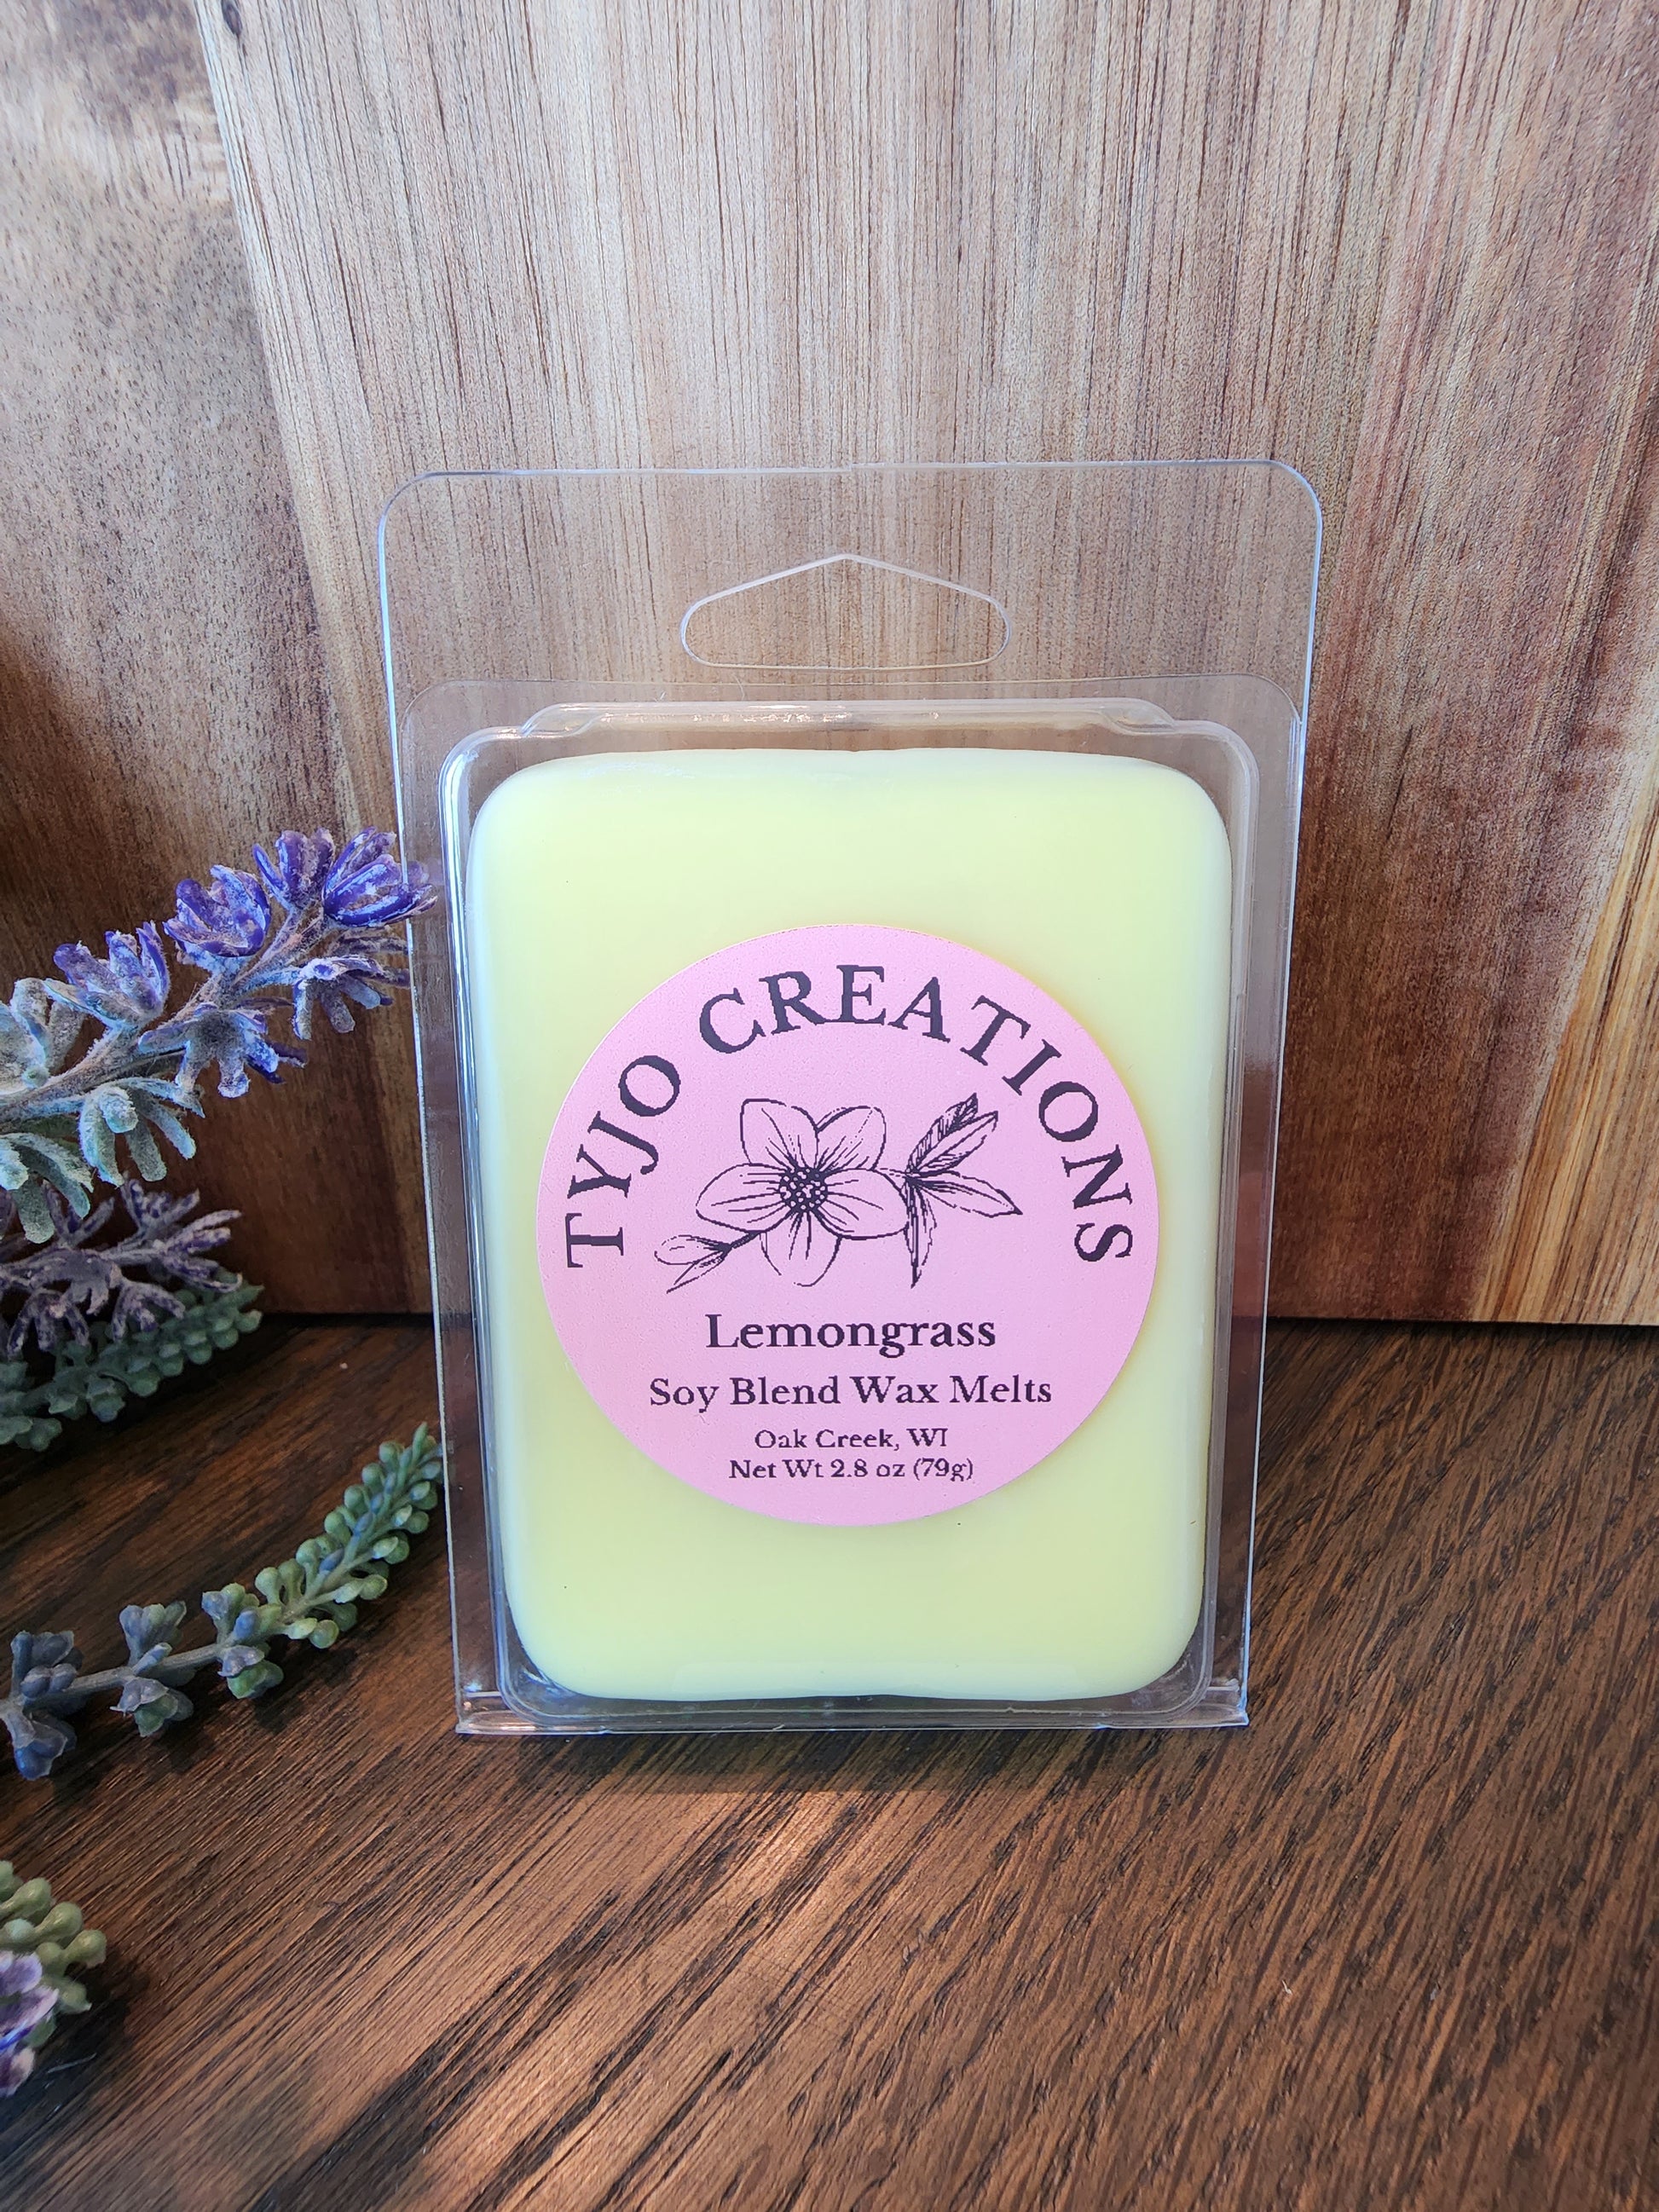 TYJO CREATIONS
Lemongrass
Soy Blend Wax Melts
Oak Creek, WI
Net Wt 2.8 oz (79g)